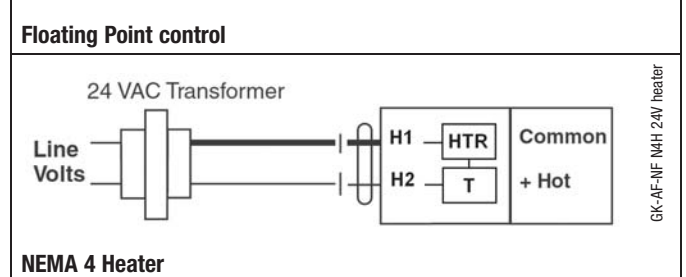 Floating Point control
24 VAC Transformer
Line
Volts
H1
HTR
Common
H2
T
+ Hot
GK-AF-NF N4H 24V heater
NEMA 4 Heater